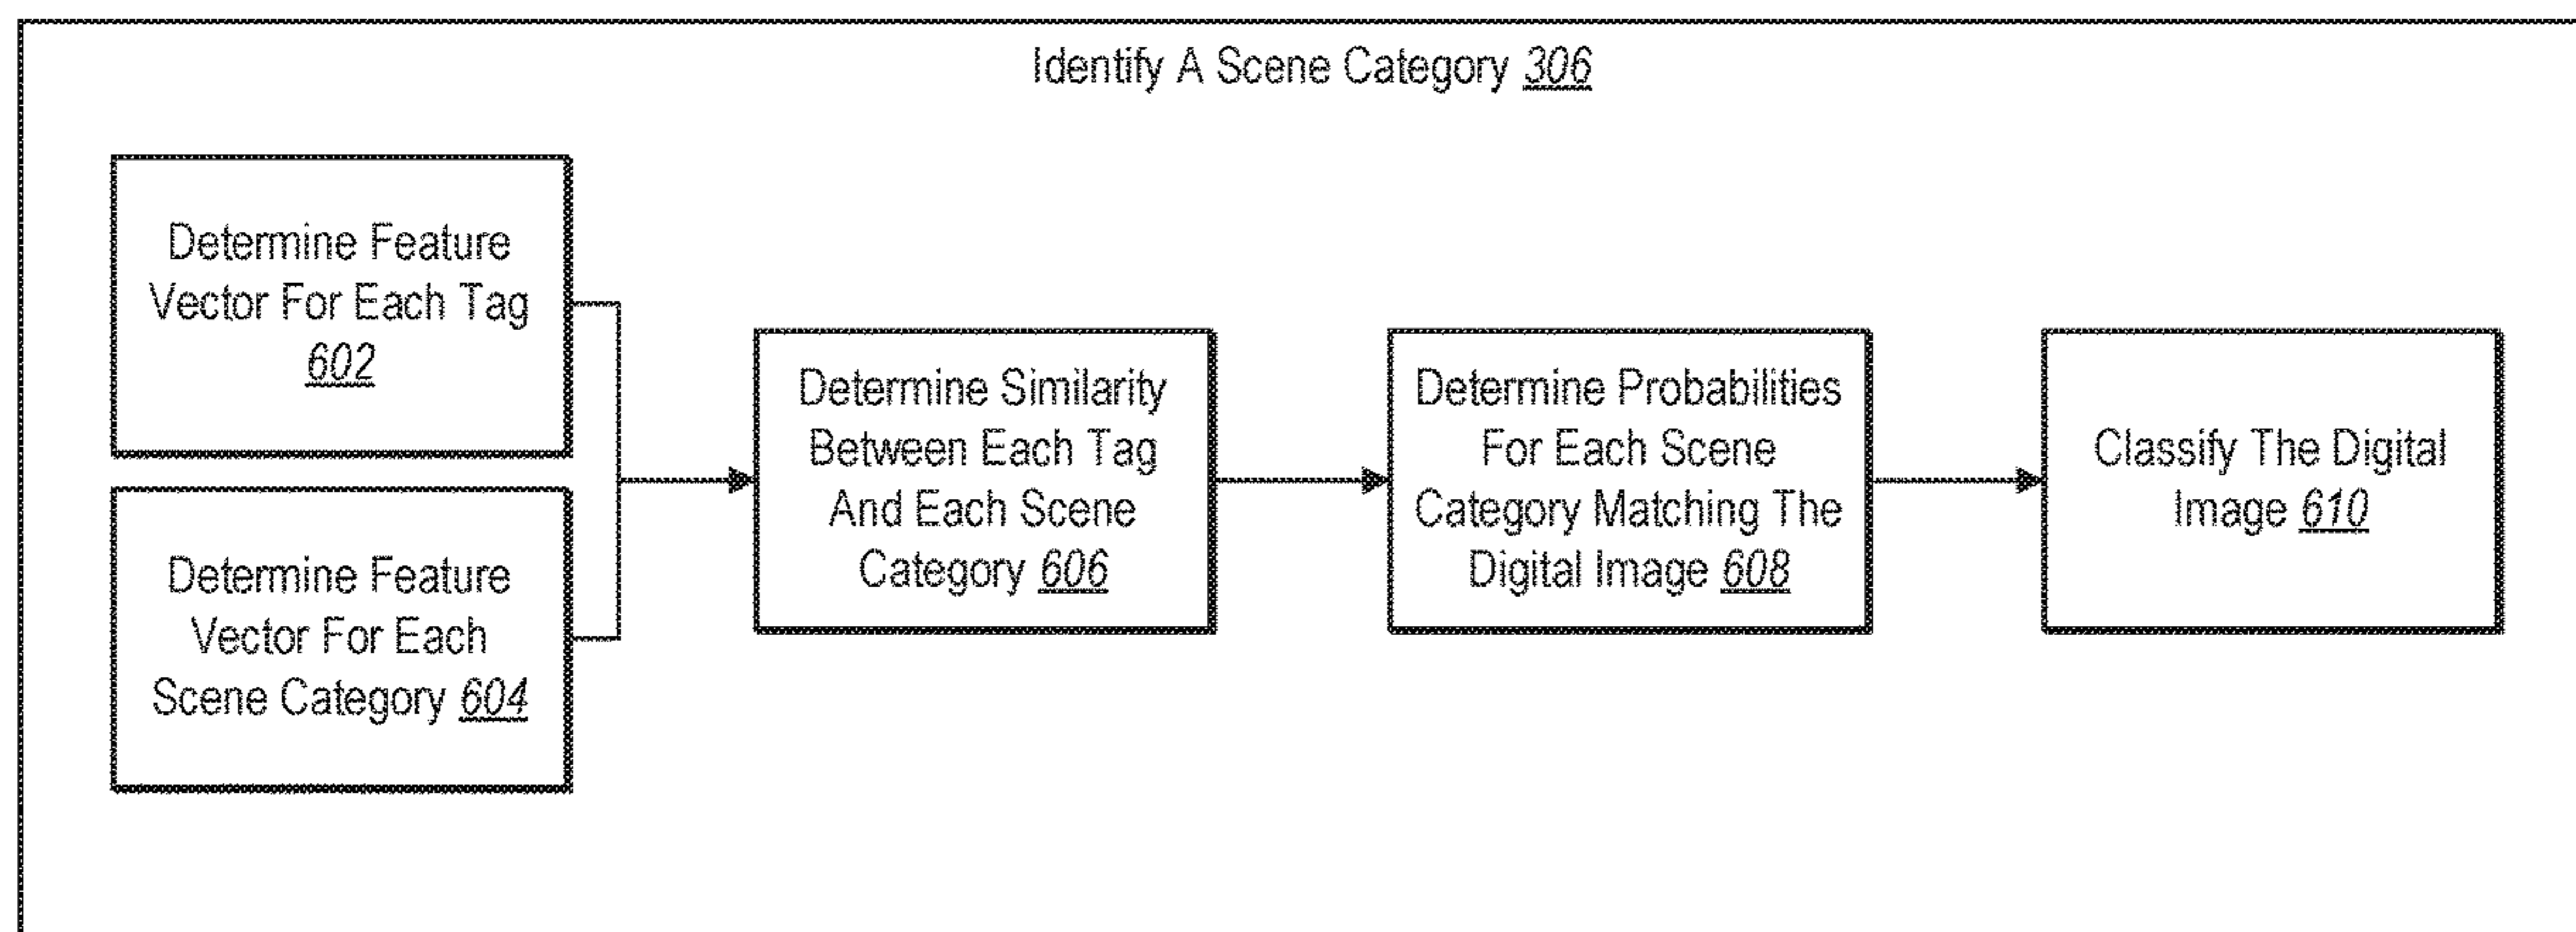 Identify A Scene Category 306
Determine Feature
Vector For Each Tag
602
Determine Feature
Vector For Each
Scene Category 604
Determine Similarity
Between Each Tag
And Each Scene
Category 606
Determine Probabilities
For Each Scene
Category Matching The
Digital Image 608
Classify The Digital
Image 610